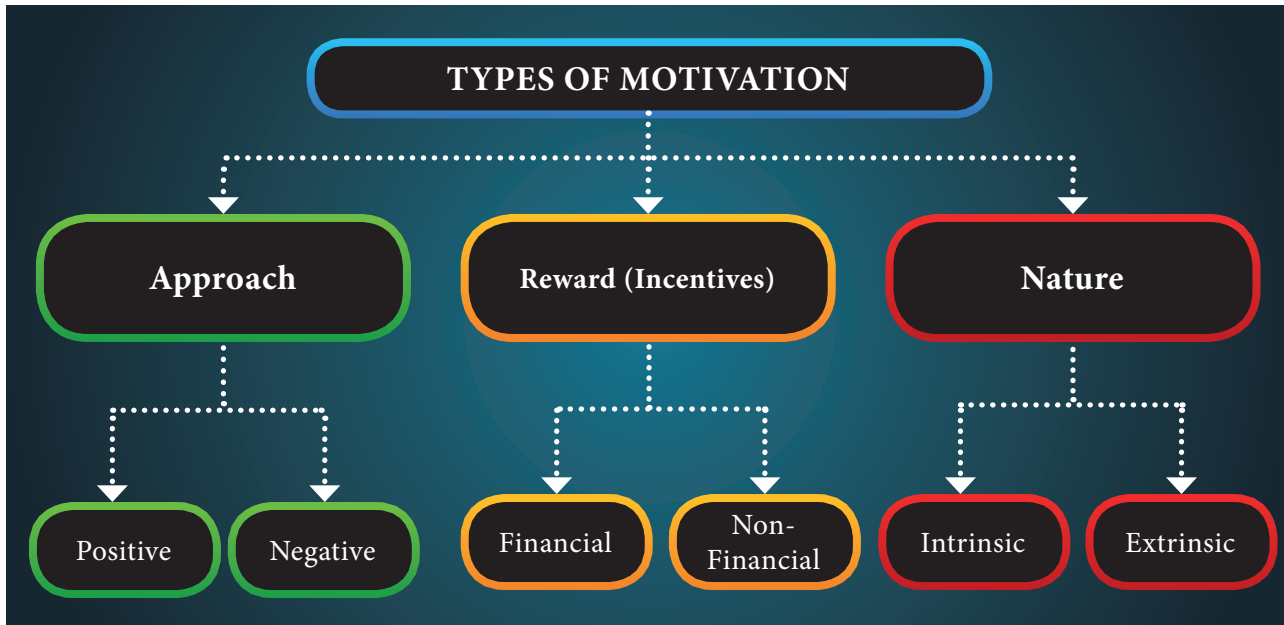 TYPES OF MOTIVATION
Approach
Reward (Incentives)
Nature
Positive
Negative
Financial
Non-
Financial
Intrinsic
Extrinsic